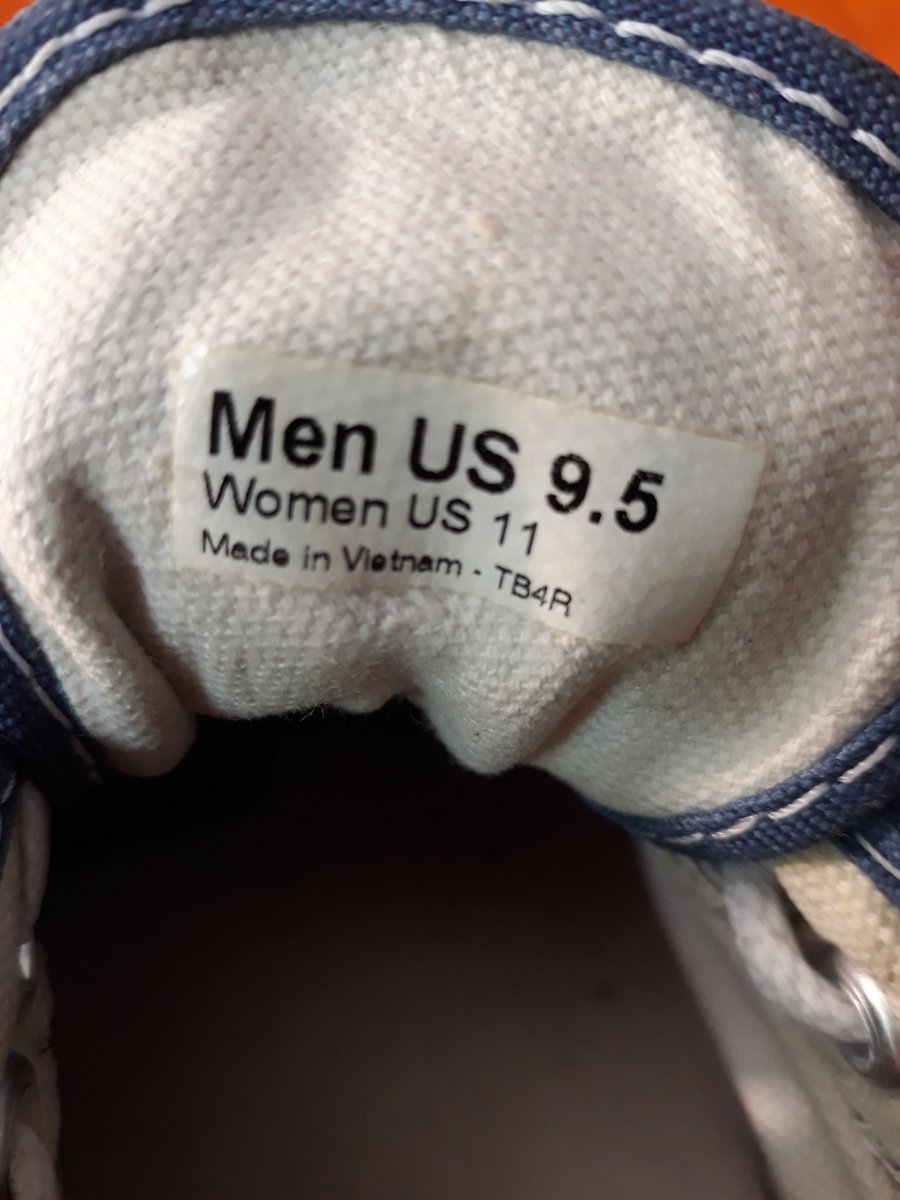 Men US 9.5
Women US 11
Made in Vietnam - TB4R